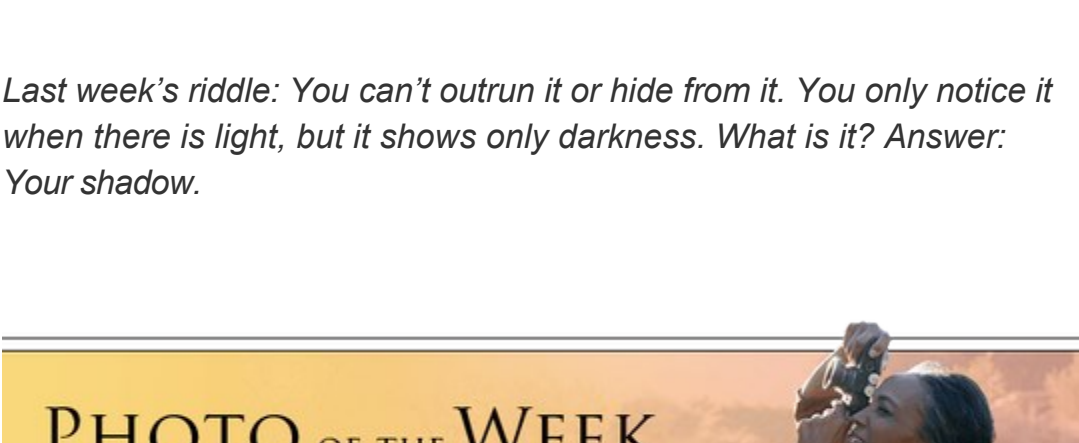 Last week’s riddle: You can’t outrun it or hide from it. You only notice it
when there is light, but it shows only darkness. What is it? Answer:
Your shadow.
PHOTO OF THE WEEK